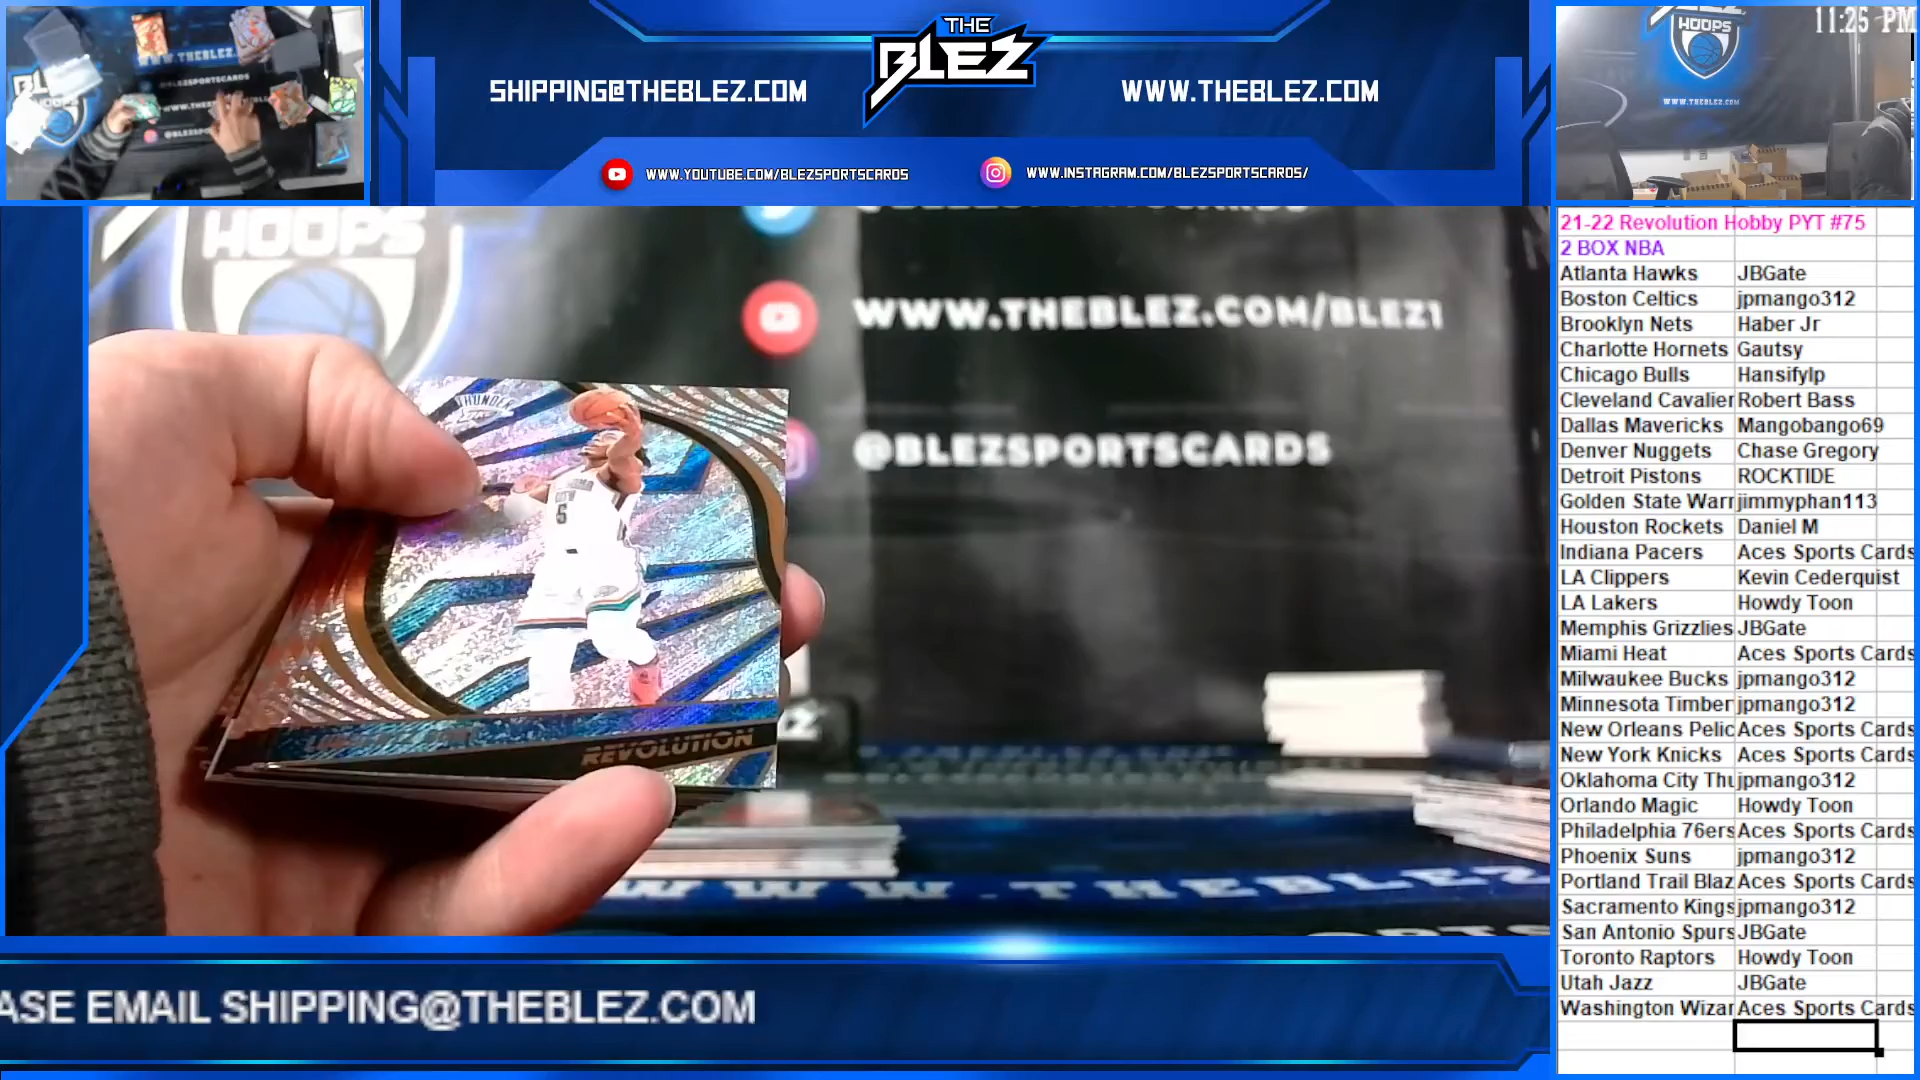 THE
BLEZ
SHIPPING@THEBLEZ.COM
WWW.THEBLEZ.COM
WWW.YOUTUBE.COM/BLEZSPORTSCARDS
WWW.INSTAGRAM.COM/BLEZSPORTSCARDS/
HOOPS
11:25 PM
HOOPS
WWW.THEBLEZ.COM/BLEZ1
@BLEZSPORTSCARDS
THUNDER
5
REVOLUTION
WWW.THEBLEZ
21-22 Revolution Hobby PYT #75
2 BOX NBA
Atlanta Hawks JBGate
Boston Celtics jpmango312
Brooklyn Nets Haber Jr
Charlotte Hornets Gautsy
Chicago Bulls Hansifylp
Cleveland Cavalier Robert Bass
Dallas Mavericks Mangobango69
Denver Nuggets Chase Gregory
Detroit Pistons ROCKTIDE
Golden State Warr jimmyphan113
Houston Rockets Daniel M
Indiana Pacers Aces Sports Cards
LA Clippers Kevin Cederquist
LA Lakers Howdy Toon
Memphis Grizzlies JBGate
Miami Heat Aces Sports Cards
Milwaukee Bucks jpmango312
Minnesota Timber jpmango312
New Orleans Pelic Aces Sports Cards
New York Knicks Aces Sports Cards
Oklahoma City Thu jpmango312
Orlando Magic Howdy Toon
Philadelphia 76ers Aces Sports Cards
Phoenix Suns jpmango312
Portland Trail Blaz Aces Sports Cards
Sacramento Kings jpmango312
San Antonio Spurs JBGate
Toronto Raptors Howdy Toon
Utah Jazz JBGate
Washington Wizar Aces Sports Cards
ASE EMAIL SHIPPING@THEBLEZ.COM